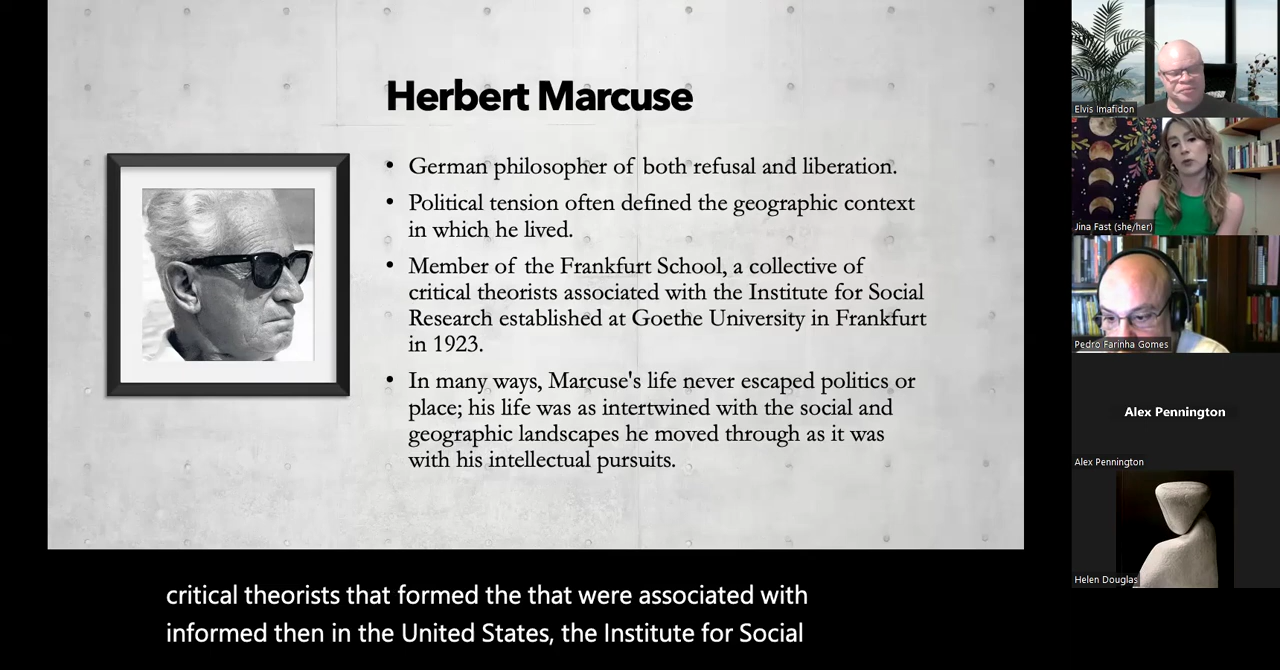 Herbert Marcuse
• German philosopher of both refusal and liberation.
• Political tension often defined the geographic context
in which he lived.
• Member of the Frankfurt School, a collective of
critical theorists associated with the Institute for Social
Research established at Goethe University in Frankfurt
in 1923.
• In many ways, Marcuse's life never escaped politics or
place; his life was as intertwined with the social and
geographic landscapes he moved through as it was
with his intellectual pursuits.
critical theorists that formed the that were associated with
informed then in the United States, the Institute for Social
Elvis Imafidon
Jina Fast (she/her)
Pedro Farinha Gomes
Alex Pennington
Alex Pennington
Helen Douglas